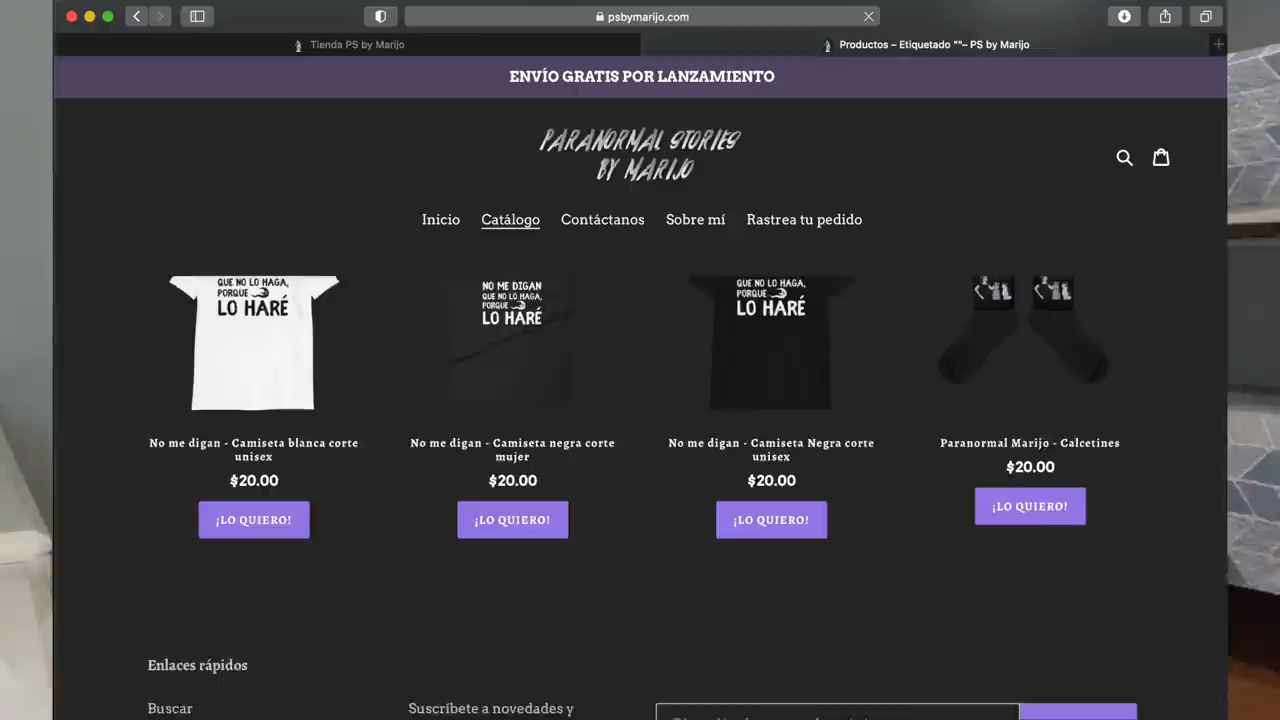 psbymarijo.com
Tienda PS by Marijo
Productos – Etiquetado ""– PS by Marijo
ENVÍO GRATIS POR LANZAMIENTO
PARANORMAL STORIES
BY MARIJO
Inicio Catálogo Contáctanos Sobre mí Rastrea tu pedido
QUE NO LO HAGA,
PORQUE
LO HARÉ
NO ME DIGAN
QUE NO LO HAGA,
PORQUE
LO HARÉ
QUE NO LO HAGA,
PORQUE
LO HARÉ
No me digan - Camiseta blanca corte
unisex
$20.00
¡LO QUIERO!
No me digan - Camiseta negra corte
mujer
$20.00
¡LO QUIERO!
No me digan - Camiseta Negra corte
unisex
$20.00
¡LO QUIERO!
Paranormal Marijo - Calcetines
$20.00
¡LO QUIERO!
Enlaces rápidos
Buscar
Suscríbete a novedades y